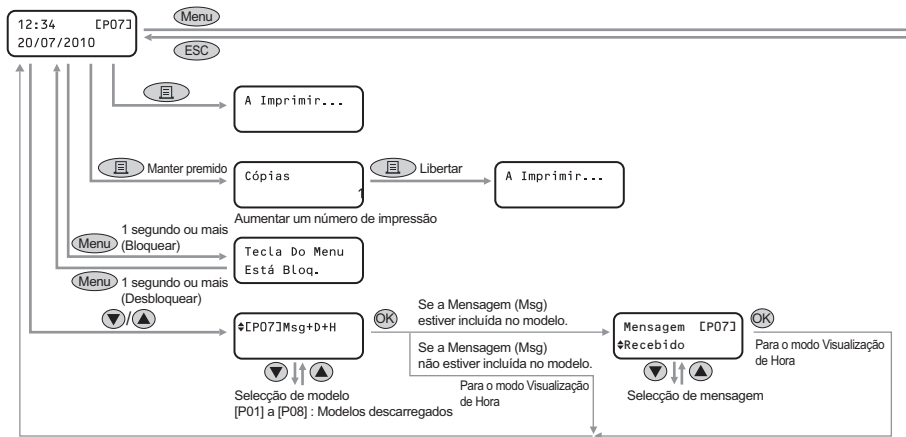 12:34 [P07]
20/07/2010
Menu
ESC
A Imprimir...
Manter premido
Cópias
1
Libertar
A Imprimir...
Aumentar um número de impressão
Menu
1 segundo ou mais
(Bloquear)
Tecla Do Menu
Está Bloq.
Menu
1 segundo ou mais
(Desbloquear)
▼/▲
♦[P07]Msg+D+H
OK
Se a Mensagem (Msg)
estiver incluída no modelo.
Se a Mensagem (Msg)
não estiver incluída no modelo.
Para o modo Visualização
de Hora
Mensagem [P07]
♦Recebido
OK
Para o modo Visualização
de Hora
▼ ▲
Selecção de modelo
[P01] a [P08] : Modelos descarregados
▼ ▲
Selecção de mensagem